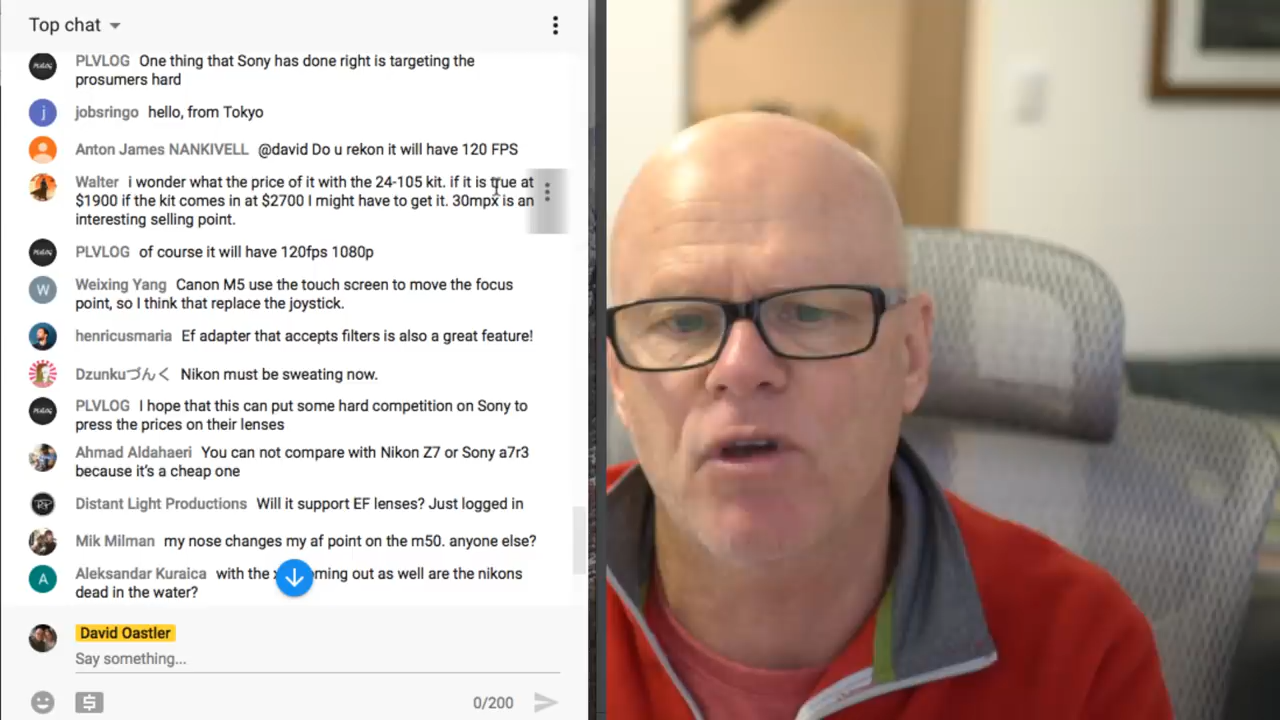 Top chat
PLVLOG One thing that Sony has done right is targeting the
prosumers hard
j
jobsringo hello, from Tokyo
Anton James NANKIVELL @david Do u rekon it will have 120 FPS
Walter i wonder what the price of it with the 24-105 kit. if it is true at
$1900 if the kit comes in at $2700 I might have to get it. 30mpx is an
interesting selling point.
PLVLOG of course it will have 120fps 1080p
W
Weixing Yang Canon M5 use the touch screen to move the focus
point, so I think that replace the joystick.
henricusmaria Ef adapter that accepts filters is also a great feature!
Dzunkuづんく Nikon must be sweating now.
PLVLOG I hope that this can put some hard competition on Sony to
press the prices on their lenses
Ahmad Aldahaeri You can not compare with Nikon Z7 or Sony a7r3
because it's a cheap one
Distant Light Productions Will it support EF lenses? Just logged in
Mik Milman my nose changes my af point on the m50. anyone else?
A
Aleksandar Kuraica with the oming out as well are the nikons
dead in the water?
David Oastler
Say something...
$
0/200